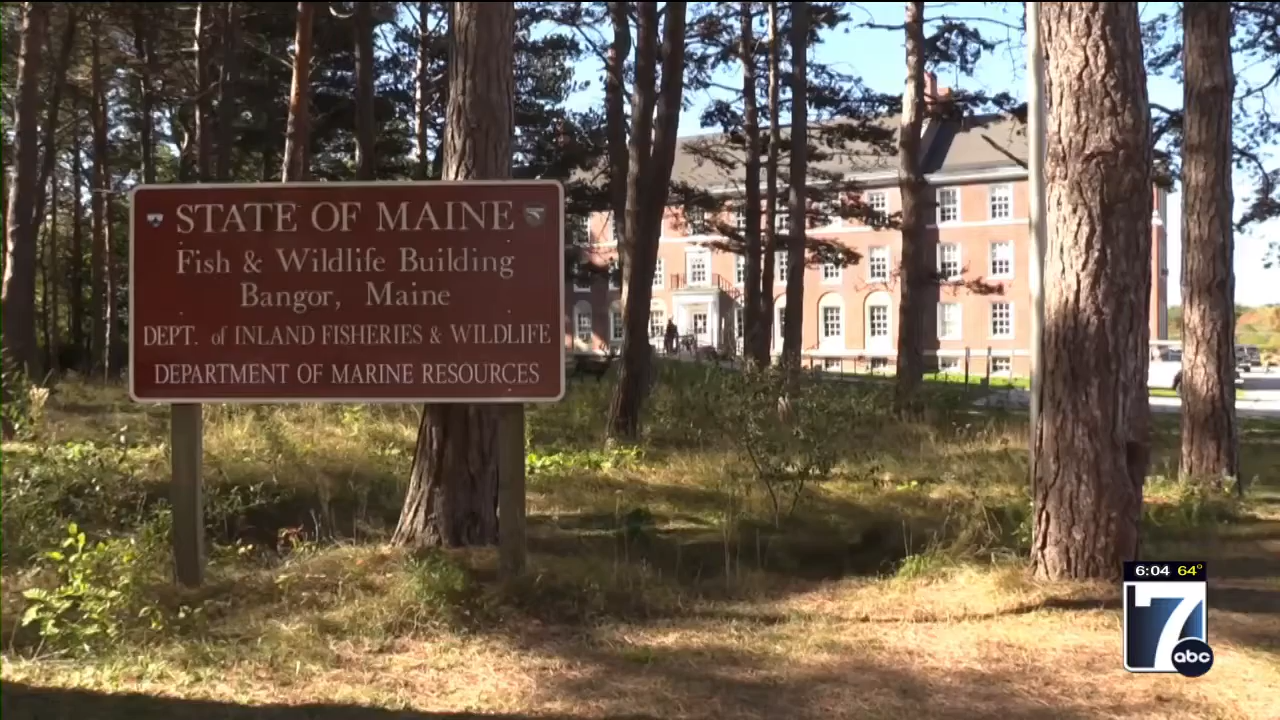 STATE OF MAINE
Fish & Wildlife Building
Bangor, Maine
DEPT. of INLAND FISHERIES & WILDLIFE
DEPARTMENT OF MARINE RESOURCES
6:04 64°
7
abc